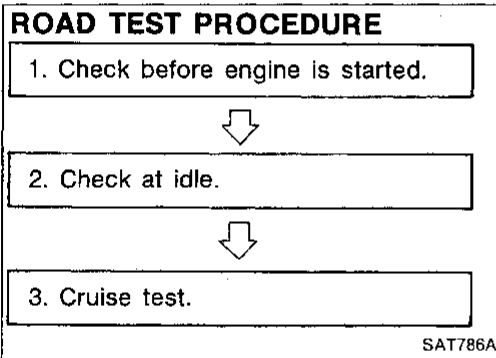 ROAD TEST PROCEDURE
1. Check before engine is started.
2. Check at idle.
3. Cruise test.
SAT786A